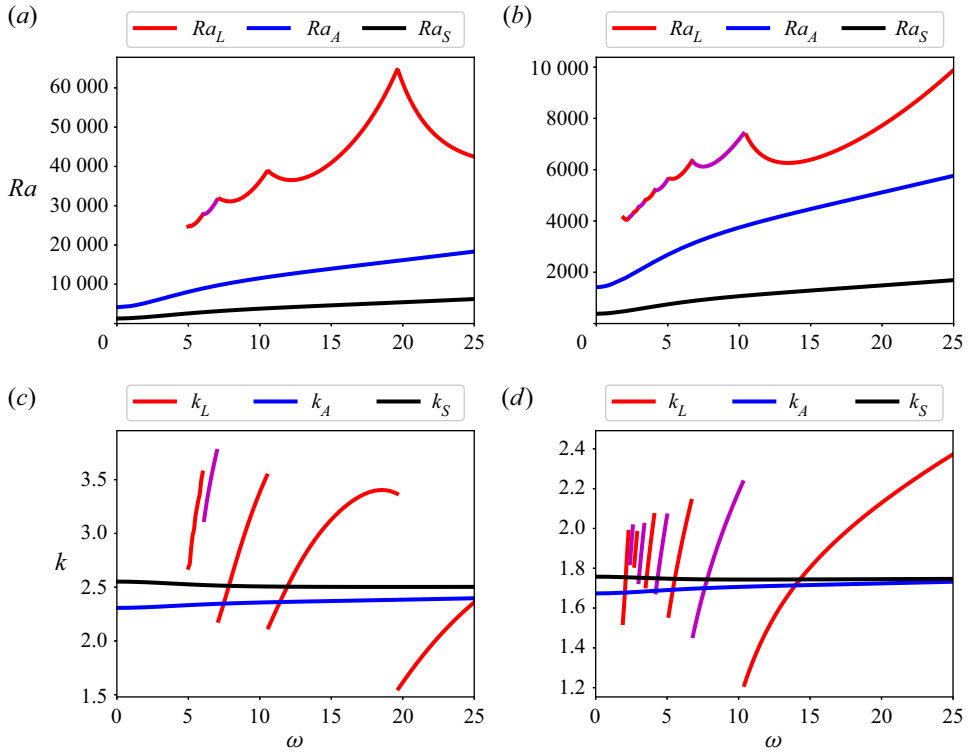 (a)
Ra_L Ra_A Ra_S
60 000
50 000
40 000
Ra
30 000
20 000
10 000
0 5 10 15 20 25
(b)
Ra_L Ra_A Ra_S
10 000
8000
6000
4000
2000
0 5 10 15 20 25
(c)
k_L k_A k_S
3.5
3.0
k
2.5
2.0
1.5
0 5 10 15 20 25
ω
(d)
k_L k_A k_S
2.4
2.2
2.0
1.8
1.6
1.4
1.2
0 5 10 15 20 25
ω